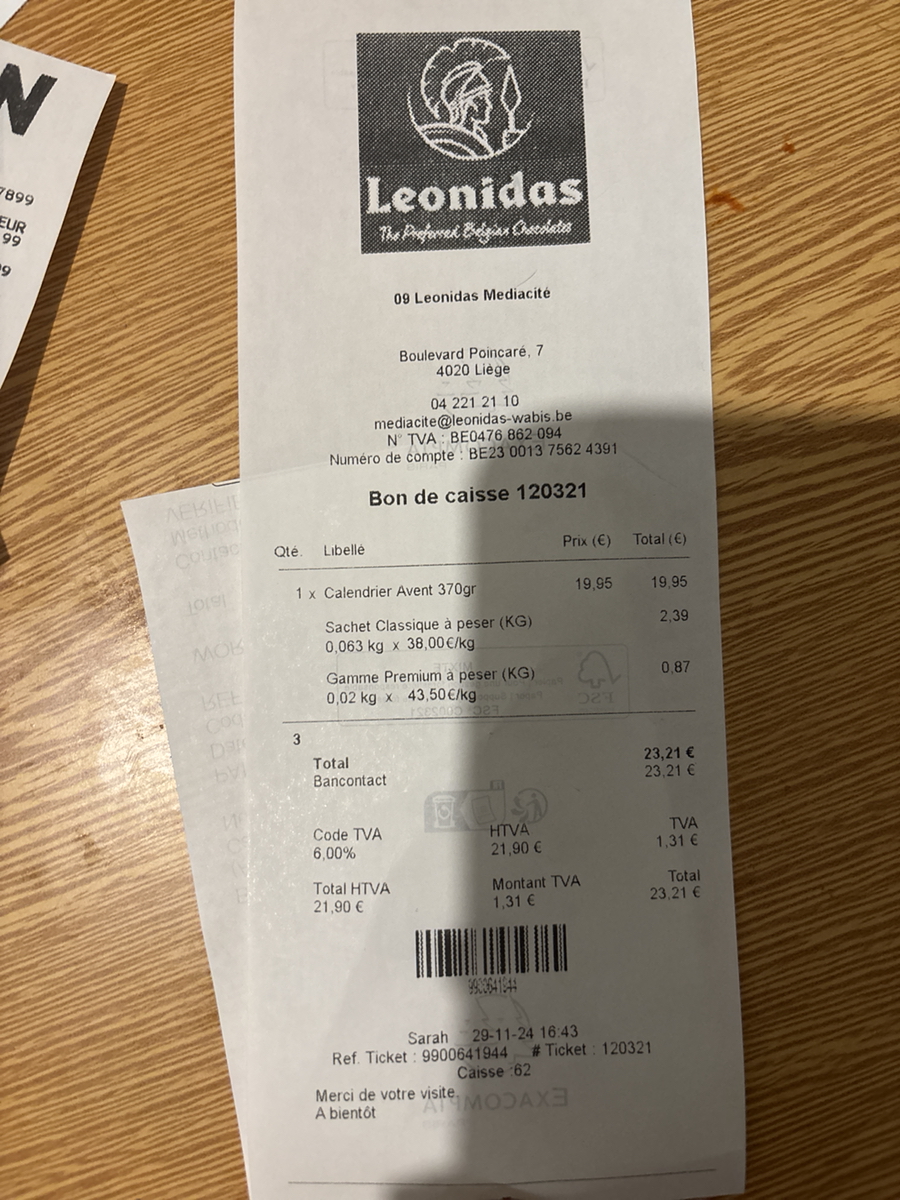 N
7899
EUR
99
9
Leonidas
The Preferred Belgian Chocolates
09 Leonidas Mediacité
Boulevard Poincaré, 7
4020 Liège
04 221 21 10
mediacite@leonidas-wabis.be
N° TVA : BE0476 862 094
Numéro de compte : BE23 0013 7562 4391
Bon de caisse 120321
Qté. Libellé Prix (€) Total (€)
1 x Calendrier Avent 370gr 19,95 19,95
Sachet Classique à peser (KG) 2,39
0,063 kg x 38,00€/kg
Gamme Premium à peser (KG) 0,87
0,02 kg x 43,50€/kg
3
Total 23,21 €
Bancontact 23,21 €
Code TVA HTVA TVA
6,00% 21,90 € 1,31 €
Total HTVA Montant TVA Total
21,90 € 1,31 € 23,21 €
9900641944
Sarah 29-11-24 16:43
Ref. Ticket : 9900641944 # Ticket : 120321
Caisse :62
Merci de votre visite.
A bientôt
EXACOMPTA